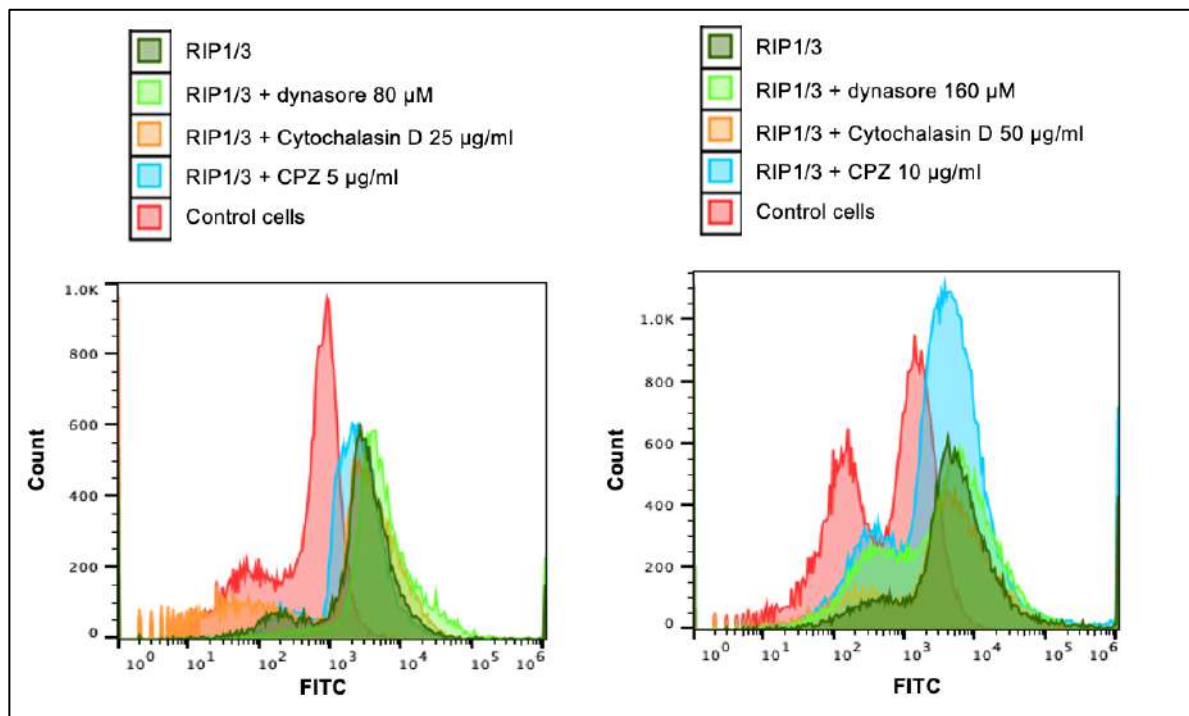 RIP1/3
RIP1/3 + dynasore 80 µM
RIP1/3 + Cytochalasin D 25 µg/ml
RIP1/3 + CPZ 5 µg/ml
Control cells
RIP1/3
RIP1/3 + dynasore 160 µM
RIP1/3 + Cytochalasin D 50 µg/ml
RIP1/3 + CPZ 10 µg/ml
Control cells
1.0K
800
600
400
200
0
Count
10^0 10^1 10^2 10^3 10^4 10^5 10^6
FITC
1.0K
800
600
400
200
0
Count
10^0 10^1 10^2 10^3 10^4 10^5 10^6
FITC